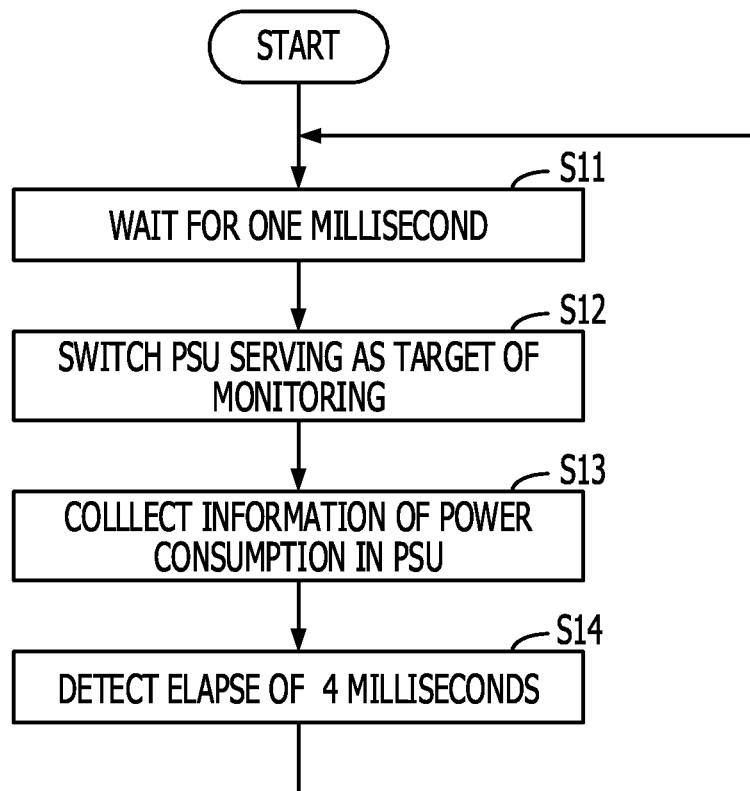 START
S11
WAIT FOR ONE MILLISECOND
S12
SWITCH PSU SERVING AS TARGET OF
MONITORING
S13
COLLLECT INFORMATION OF POWER
CONSUMPTION IN PSU
S14
DETECT ELAPSE OF 4 MILLISECONDS